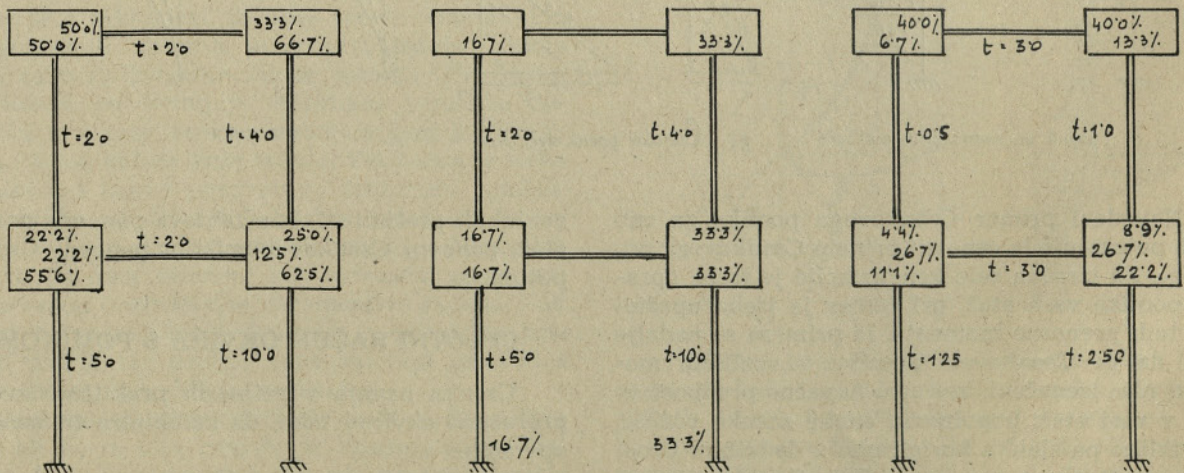 50·0%
50·0%
t=2·0
33·3%
66·7%
t=2·0
t=4·0
22·2%
22·2%
55·6%
t=2·0
25·0%
12·5%
62·5%
t=5·0
t=10·0
16·7%
33·3%
t=2·0
t=4·0
16·7%
16·7%
33·3%
33·3%
t=5·0
t=10·0
16·7%
33·3%
40·0%
6·7%
t=3·0
40·0%
13·3%
t=0·5
t=1·0
4·4%
26·7%
11·1%
t=3·0
8·9%
26·7%
22·2%
t=1·25
t=2·50